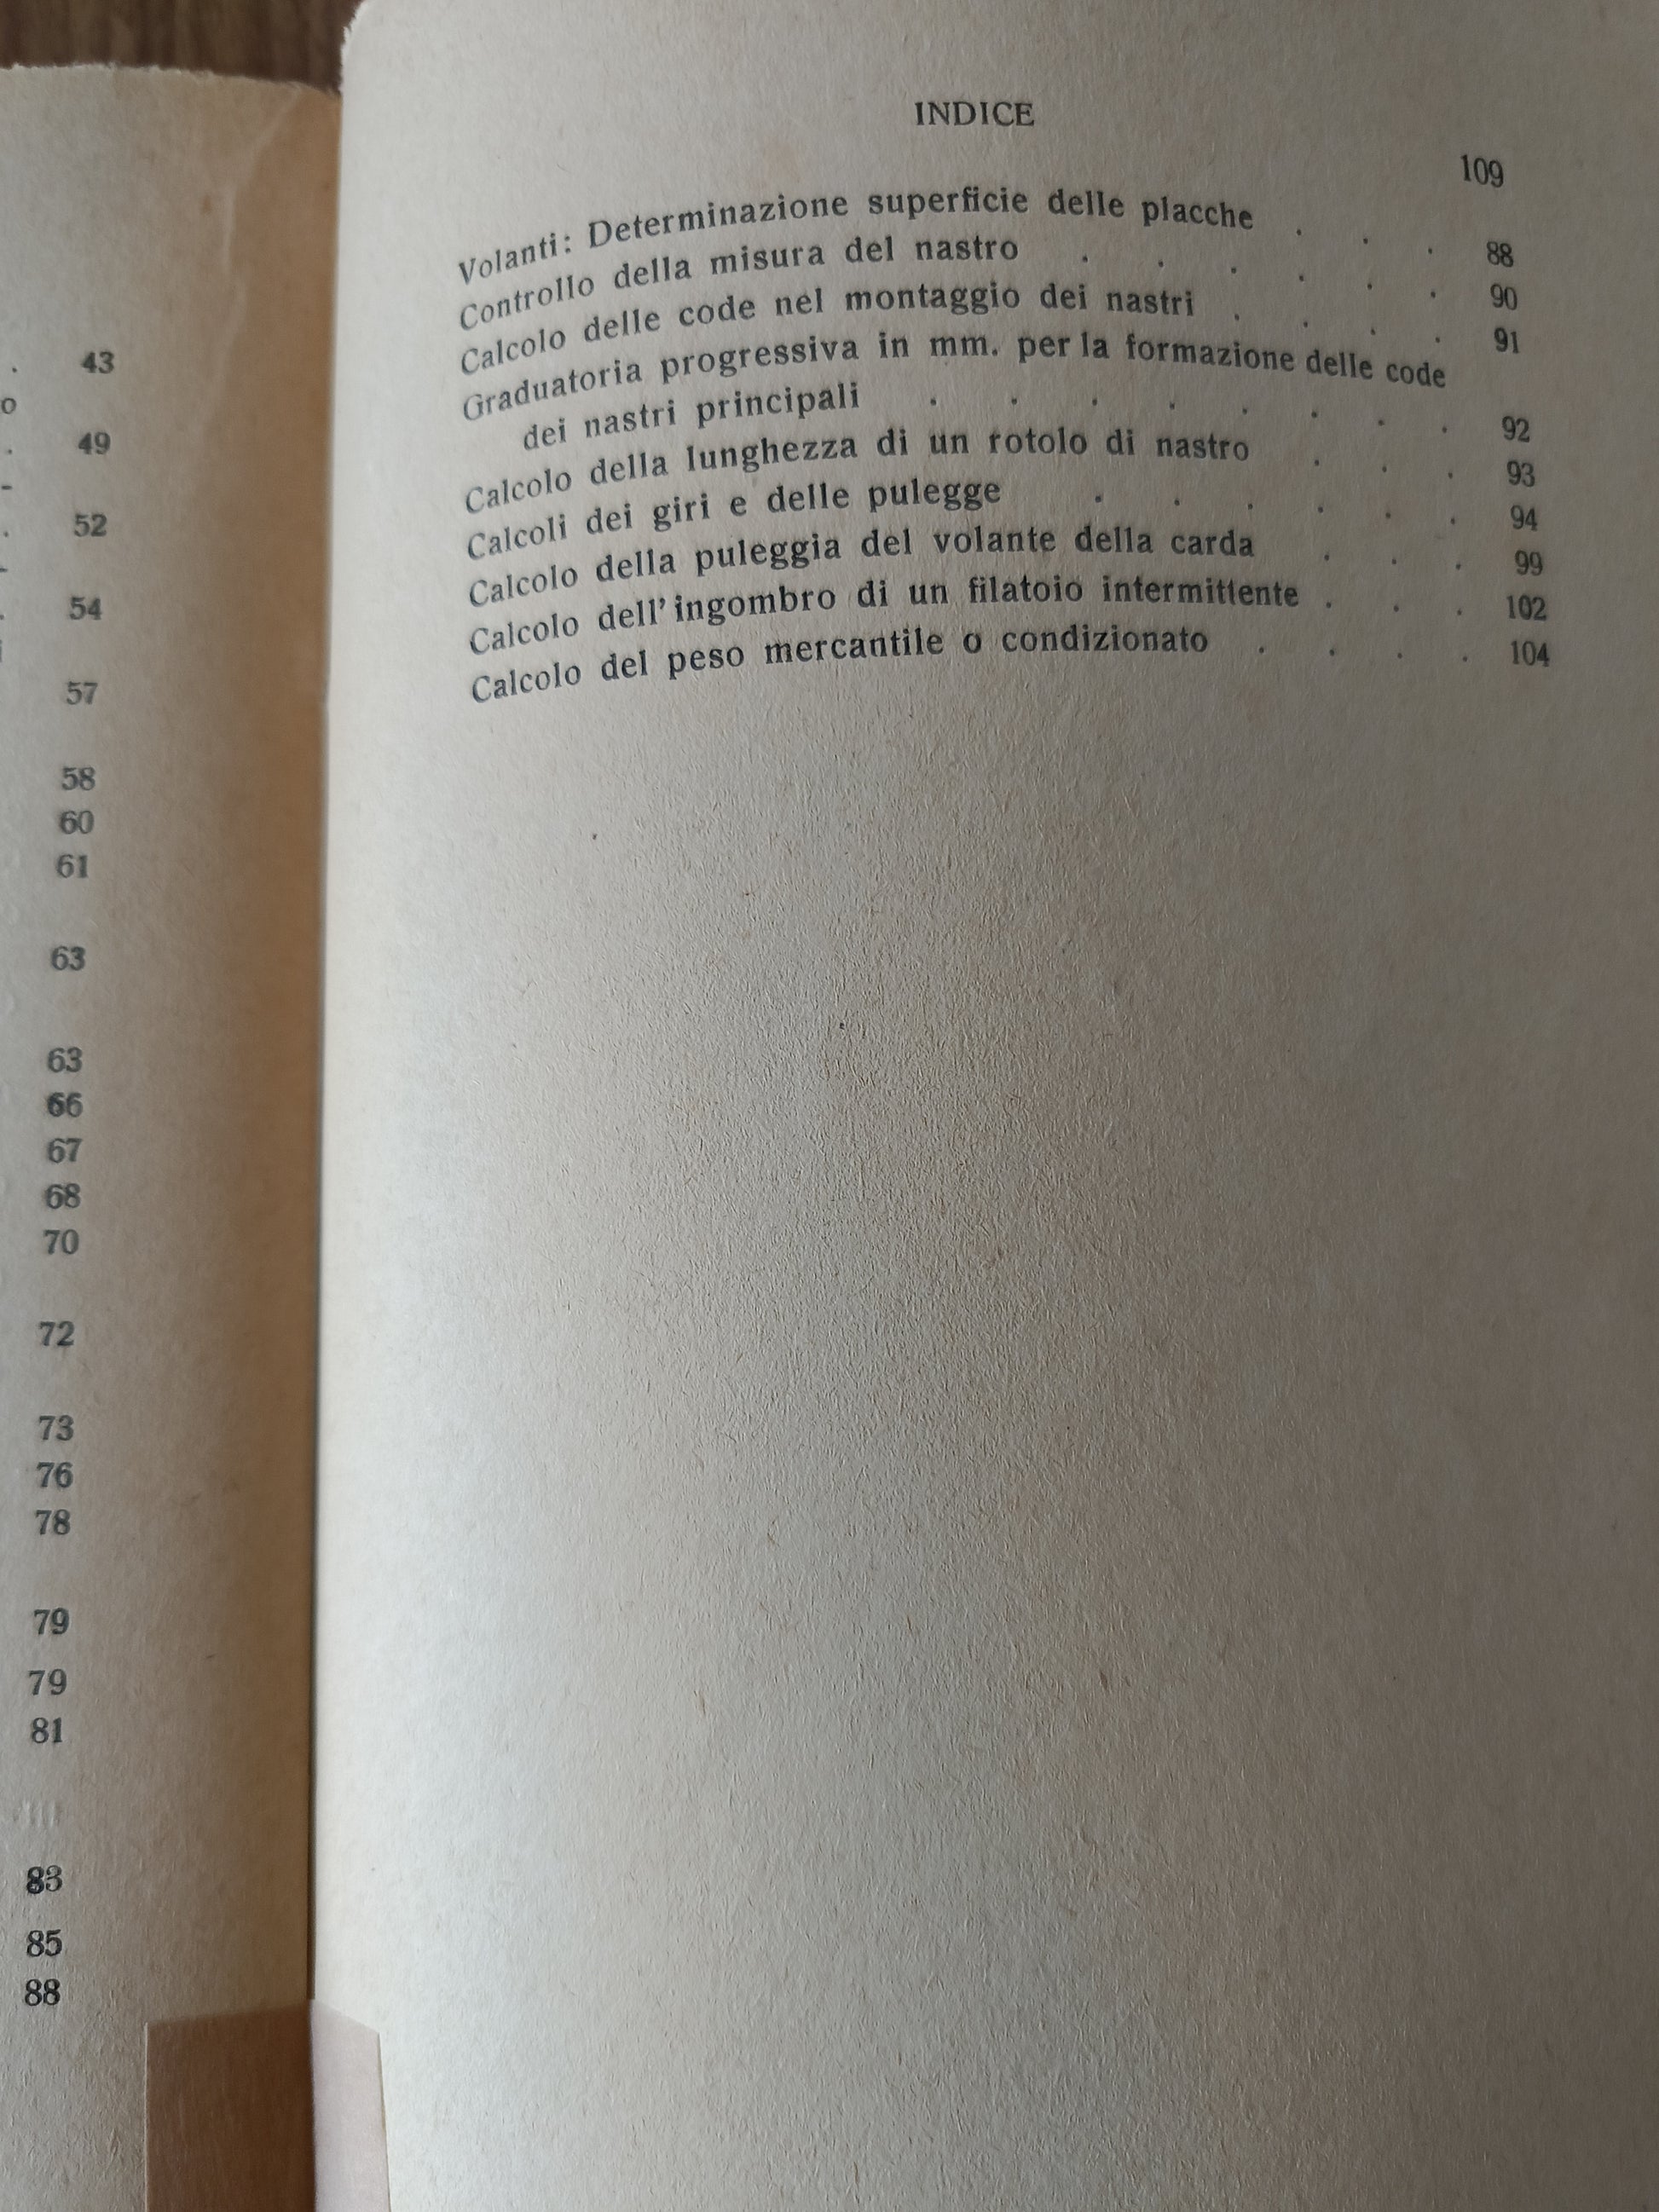 . 43
o
. 49
-
. 52
-
. 54
57
58
60
61
63
63
66
67
68
70
72
73
76
78
79
79
81
83
85
88
INDICE 109
Volanti: Determinazione superficie delle placche . . . 88
Controllo della misura del nastro . . . . . . 90
Calcolo delle code nel montaggio dei nastri . . . . 91
Graduatoria progressiva in mm. per la formazione delle code
dei nastri principali . . . . . . . . 92
Calcolo della lunghezza di un rotolo di nastro . . . 93
Calcoli dei giri e delle pulegge . . . . . . 94
Calcolo della puleggia del volante della carda . . . 99
Calcolo dell'ingombro di un filatoio intermittente . . . 102
Calcolo del peso mercantile o condizionato . . . . 104